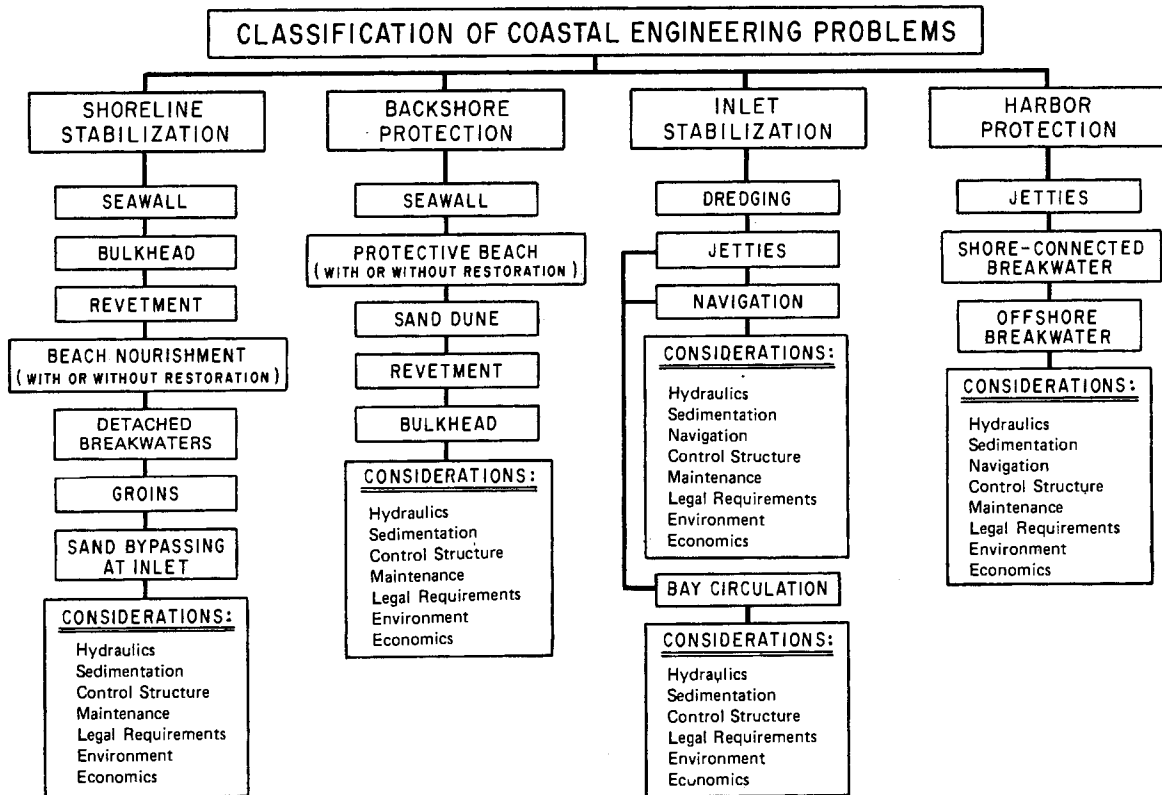 CLASSIFICATION OF COASTAL ENGINEERING PROBLEMS
SHORELINE
STABILIZATION
SEAWALL
BULKHEAD
REVETMENT
BEACH NOURISHMENT
(WITH OR WITHOUT RESTORATION)
DETACHED
BREAKWATERS
GROINS
SAND BYPASSING
AT INLET
CONSIDERATIONS:
Hydraulics
Sedimentation
Control Structure
Maintenance
Legal Requirements
Environment
Economics
BACKSHORE
PROTECTION
SEAWALL
PROTECTIVE BEACH
(WITH OR WITHOUT RESTORATION)
SAND DUNE
REVETMENT
BULKHEAD
CONSIDERATIONS:
Hydraulics
Sedimentation
Control Structure
Maintenance
Legal Requirements
Environment
Economics
INLET
STABILIZATION
DREDGING
JETTIES
NAVIGATION
CONSIDERATIONS:
Hydraulics
Sedimentation
Navigation
Control Structure
Maintenance
Legal Requirements
Environment
Economics
BAY CIRCULATION
CONSIDERATIONS:
Hydraulics
Sedimentation
Control Structure
Legal Requirements
Environment
Economics
HARBOR
PROTECTION
JETTIES
SHORE-CONNECTED
BREAKWATER
OFFSHORE
BREAKWATER
CONSIDERATIONS:
Hydraulics
Sedimentation
Navigation
Control Structure
Maintenance
Legal Requirements
Environment
Economics